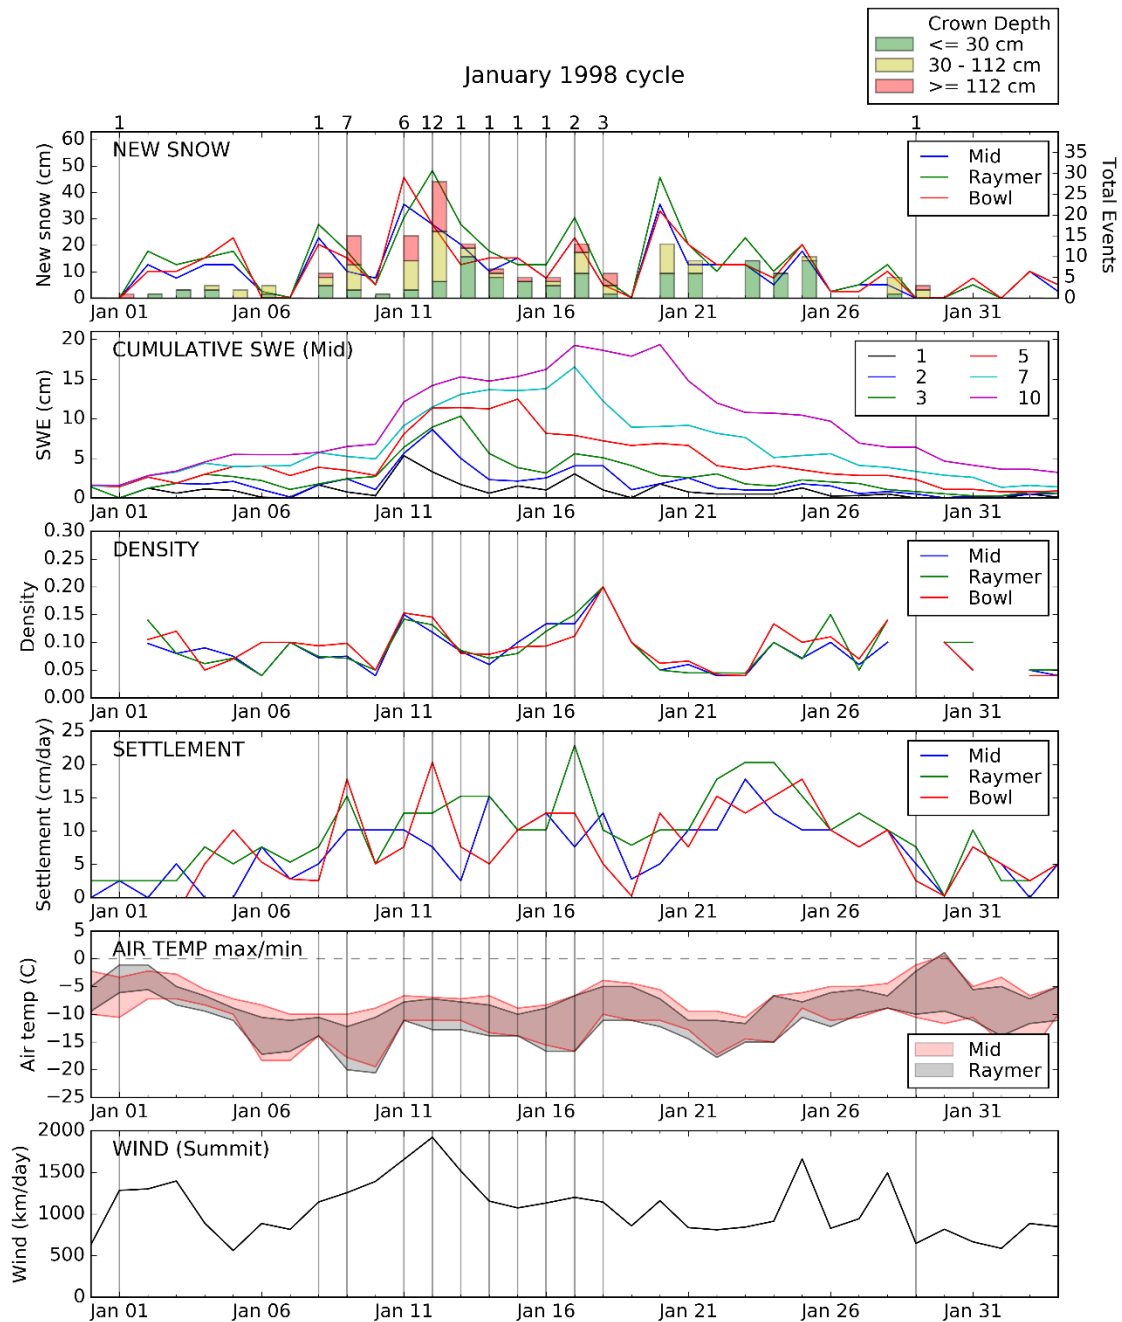 Crown Depth
<= 30 cm
30 - 112 cm
>= 112 cm
January 1998 cycle
1 1 7 6 12 1 1 1 1 2 3 1
NEW SNOW
New snow (cm)
60
50
40
30
20
10
0
Mid
Raymer
Bowl
35
30
25
20
15
10
5
0
Total Events
Jan 01 Jan 06 Jan 11 Jan 16 Jan 21 Jan 26 Jan 31
CUMULATIVE SWE (Mid)
SWE (cm)
20
15
10
5
0
1 5
2 7
3 10
Jan 01 Jan 06 Jan 11 Jan 16 Jan 21 Jan 26 Jan 31
DENSITY
Density
0.30
0.25
0.20
0.15
0.10
0.05
0.00
Mid
Raymer
Bowl
Jan 01 Jan 06 Jan 11 Jan 16 Jan 21 Jan 26 Jan 31
SETTLEMENT
Settlement (cm/day)
25
20
15
10
5
0
Mid
Raymer
Bowl
Jan 01 Jan 06 Jan 11 Jan 16 Jan 21 Jan 26 Jan 31
AIR TEMP max/min
Air temp (C)
5
0
−5
−10
−15
−20
−25
Mid
Raymer
Jan 01 Jan 06 Jan 11 Jan 16 Jan 21 Jan 26 Jan 31
WIND (Summit)
Wind (km/day)
2000
1500
1000
500
0
Jan 01 Jan 06 Jan 11 Jan 16 Jan 21 Jan 26 Jan 31